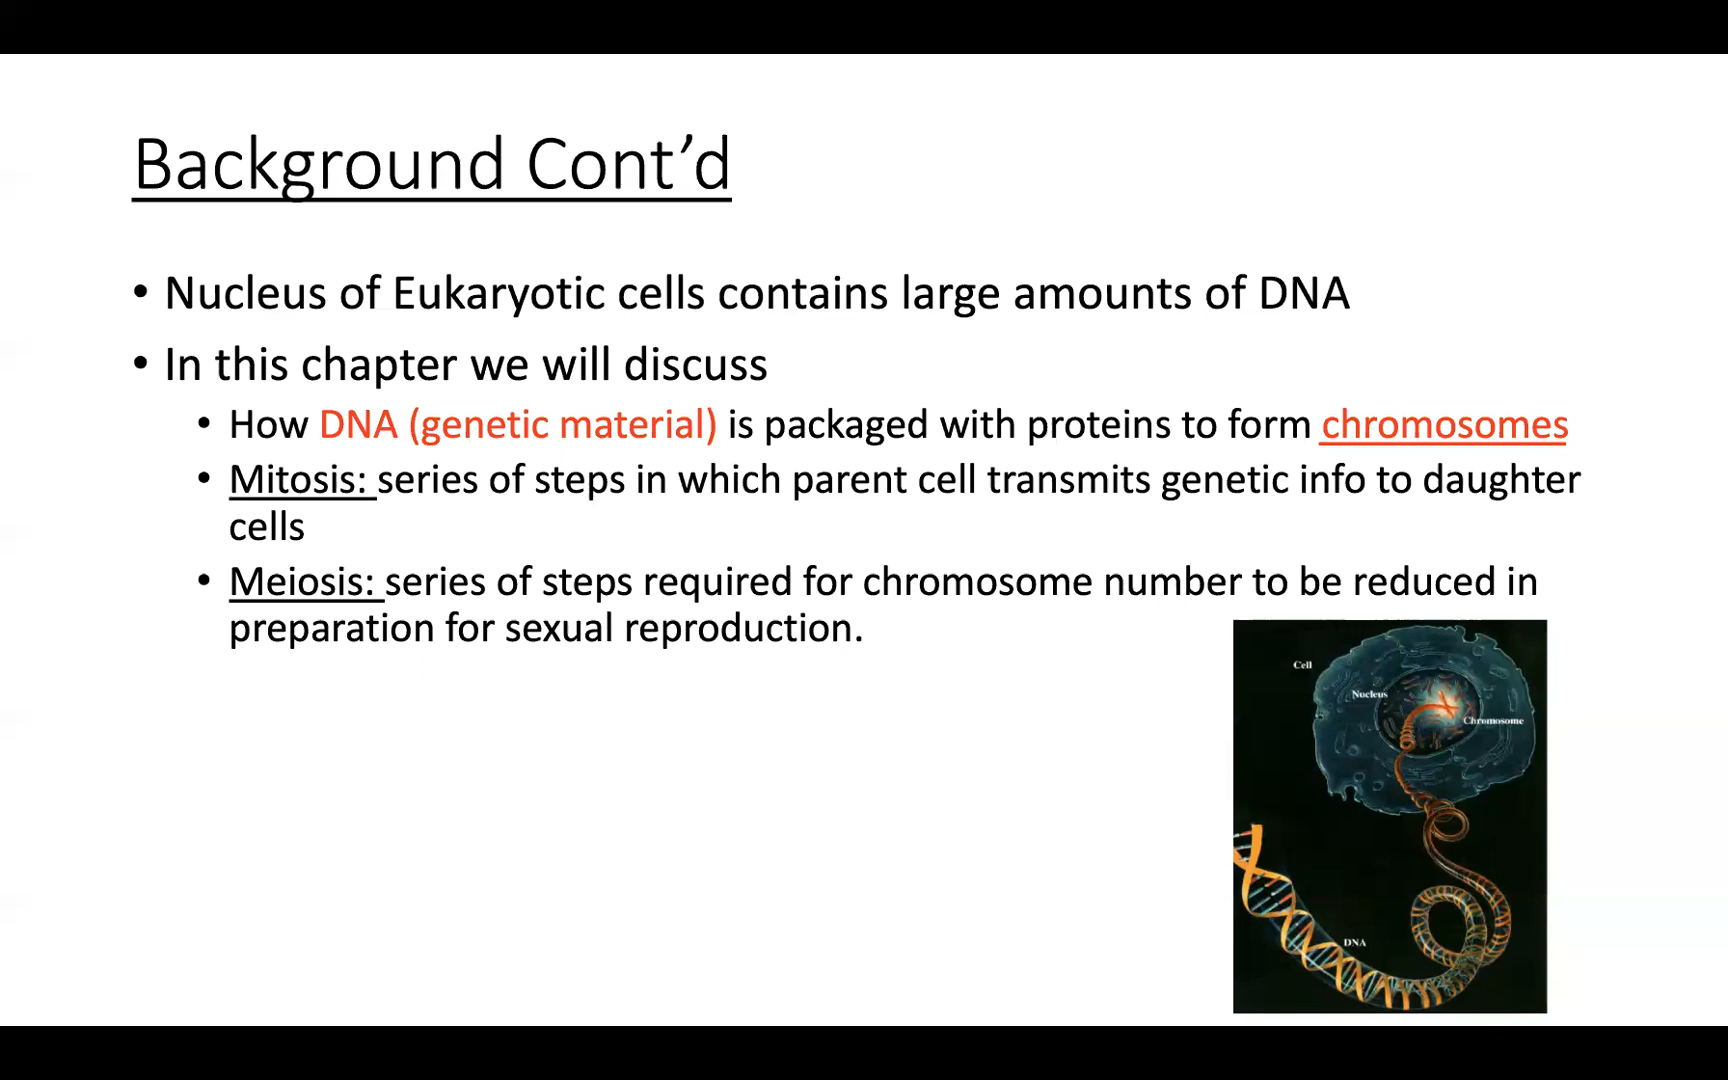 Background Cont’d
• Nucleus of Eukaryotic cells contains large amounts of DNA
• In this chapter we will discuss
• How DNA (genetic material) is packaged with proteins to form chromosomes
• Mitosis: series of steps in which parent cell transmits genetic info to daughter
cells
• Meiosis: series of steps required for chromosome number to be reduced in
preparation for sexual reproduction.
Cell
Nucleus
Chromosome
DNA